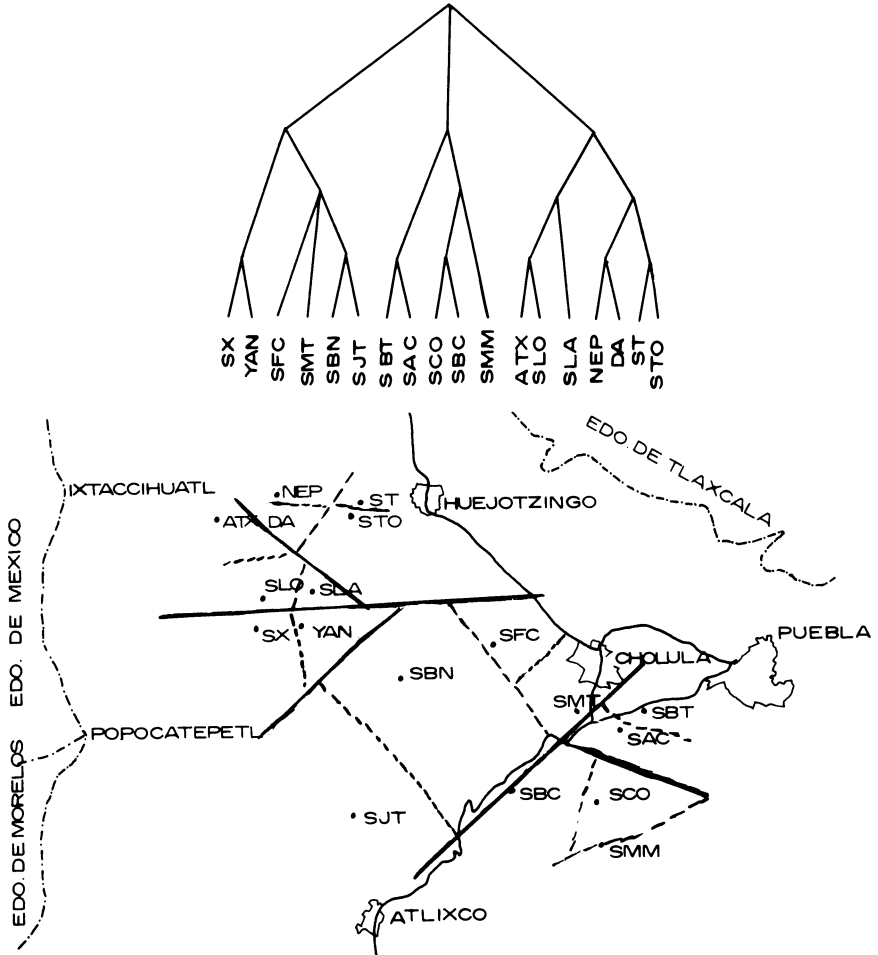 SX
YAN
SFC
SMT
SBN
SJT
SBT
SAC
SCO
SBC
SMM
ATX
SLO
SLA
NEP
DA
ST
STO
EDO. DE TLAXCALA
IXTACCIHUATL
NEP
ST
HUEJOTZINGO
ATX
DA
STO
EDO. DE MEXICO
SLO
SLA
SX
YAN
SFC
PUEBLA
CHOLULA
SBN
SMT
SBT
POPOCATEPETL
SAC
EDO. DE MORELOS
SBC
SCO
SJT
SMM
ATLIXCO